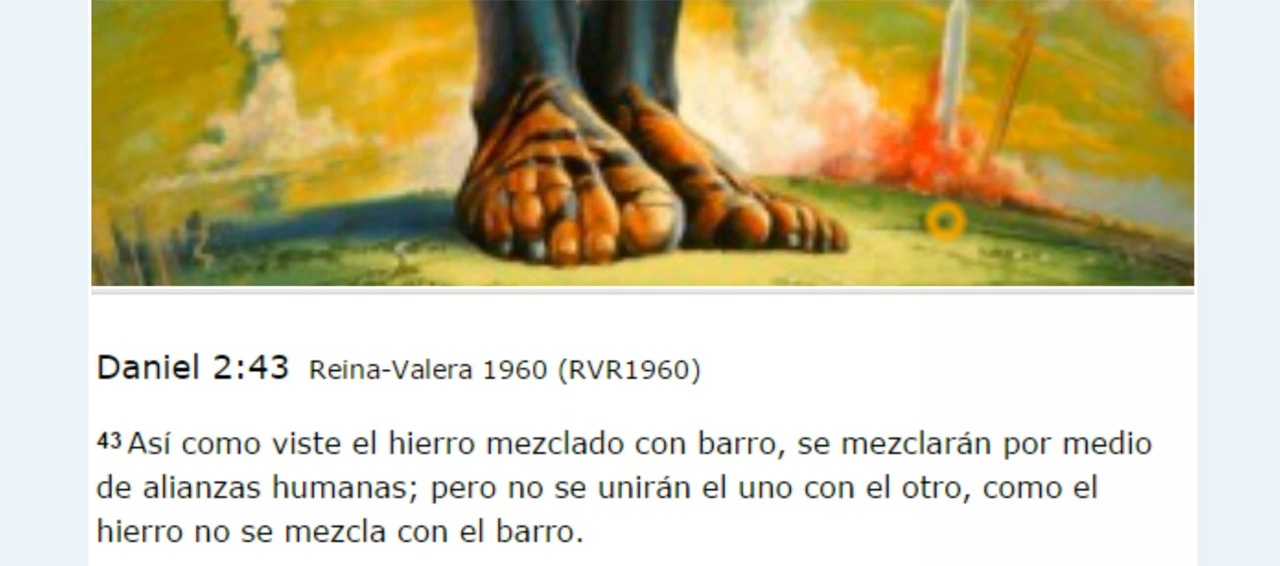 Daniel 2:43 Reina-Valera 1960 (RVR1960)
43 Así como viste el hierro mezclado con barro, se mezclarán por medio
de alianzas humanas; pero no se unirán el uno con el otro, como el
hierro no se mezcla con el barro.